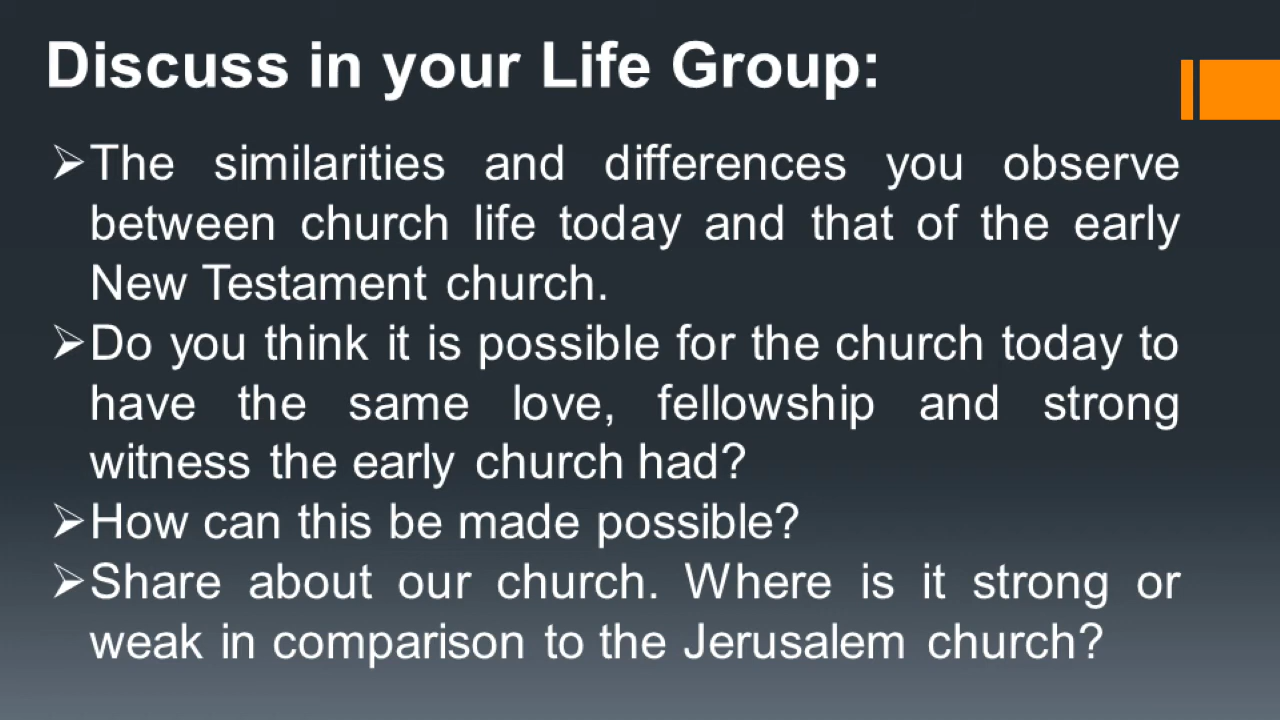 Discuss in your Life Group:
➢The similarities and differences you observe
between church life today and that of the early
New Testament church.
➢Do you think it is possible for the church today to
have the same love, fellowship and strong
witness the early church had?
➢How can this be made possible?
➢Share about our church. Where is it strong or
weak in comparison to the Jerusalem church?